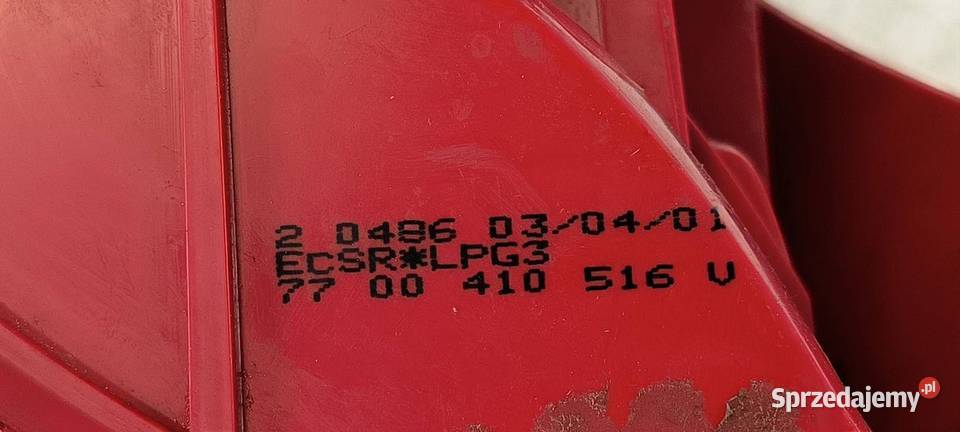 2 0486 03/04/01
ECSR*LPG3
77 00 410 516 V
Sprzedajemy.pl